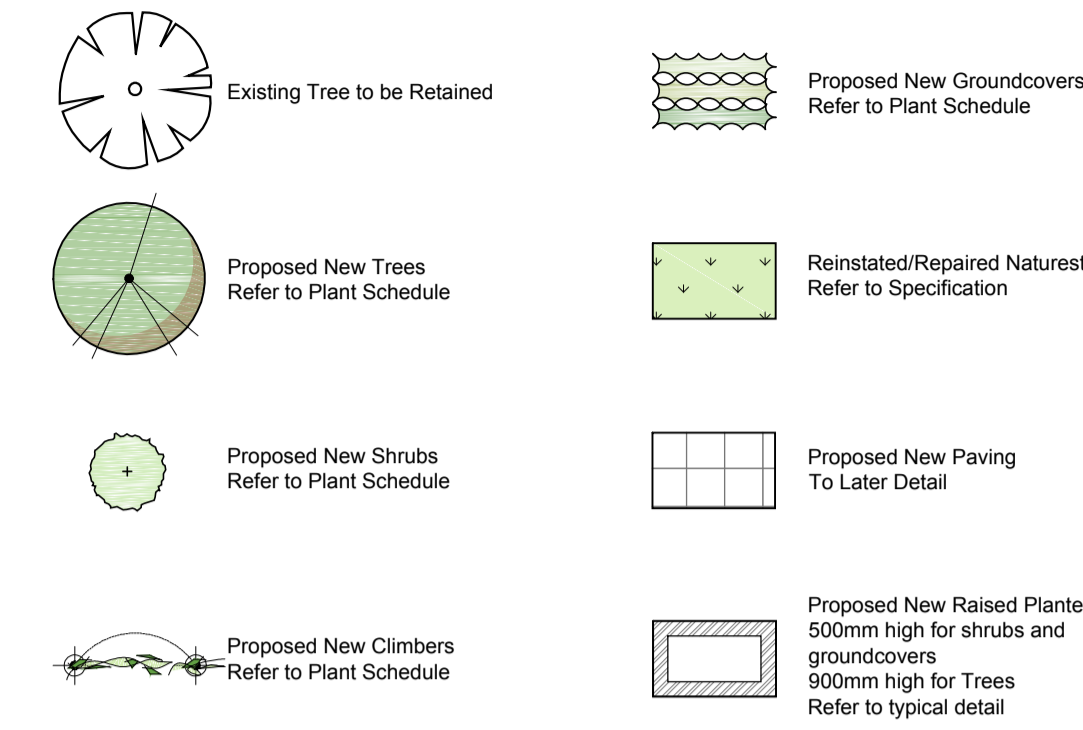 Existing Tree to be Retained
Proposed New Trees
Refer to Plant Schedule
Proposed New Shrubs
Refer to Plant Schedule
Proposed New Climbers
Refer to Plant Schedule
Proposed New Groundcovers
Refer to Plant Schedule
Reinstated/Repaired
Refer to Specification
Proposed New Paving
To Later Detail
Proposed New Raised
500mm high for shrubs and
groundcovers
900mm high for Trees
Refer to typical detail